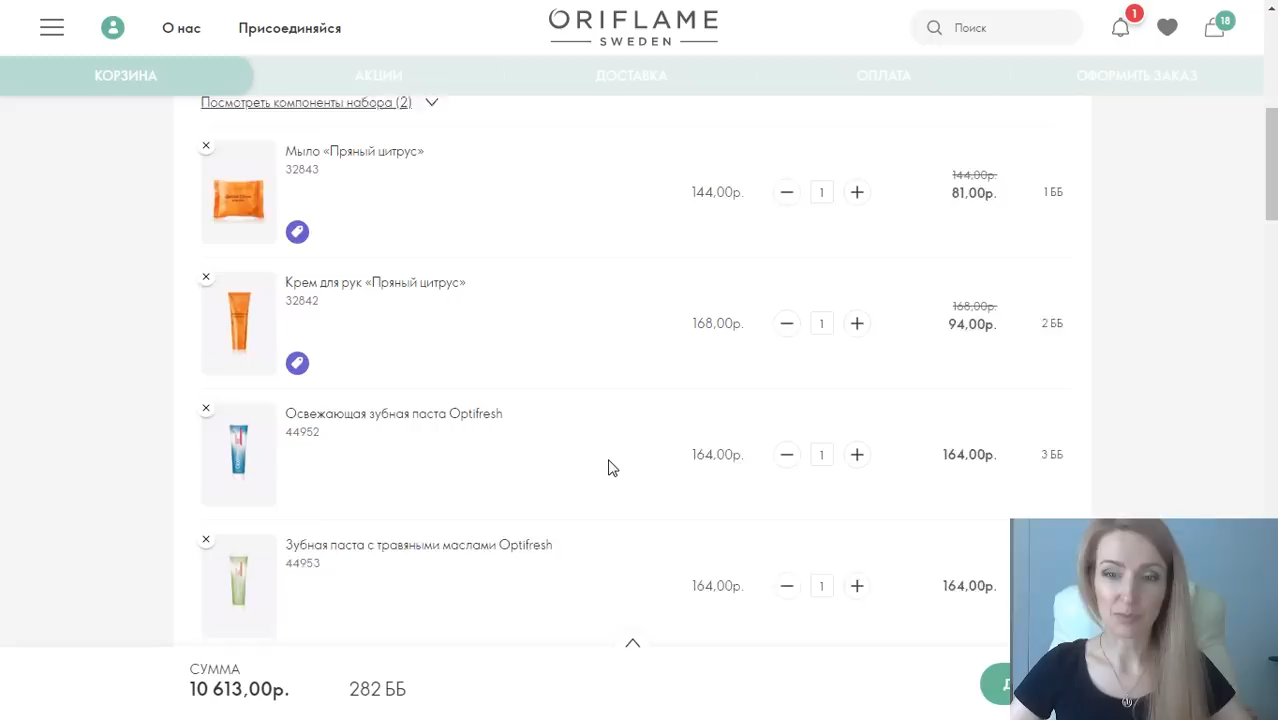 О нас
Присоединяйся
ORIFLAME
SWEDEN
Поиск
1
18
КОРЗИНА
АКЦИИ
ДОСТАВКА
ОПЛАТА
ОФОРМИТЬ ЗАКАЗ
Посмотреть компоненты набора (2)
Мыло «Пряный цитрус»
32843
144,00р.
1
144,00р.
81,00р.
1 ББ
Крем для рук «Пряный цитрус»
32842
168,00р.
1
168,00р.
94,00р.
2 ББ
Освежающая зубная паста Optifresh
44952
164,00р.
1
164,00р.
3 ББ
Зубная паста с травяными маслами Optifresh
44953
164,00р.
1
164,00р.
СУММА
10 613,00р.
282 ББ